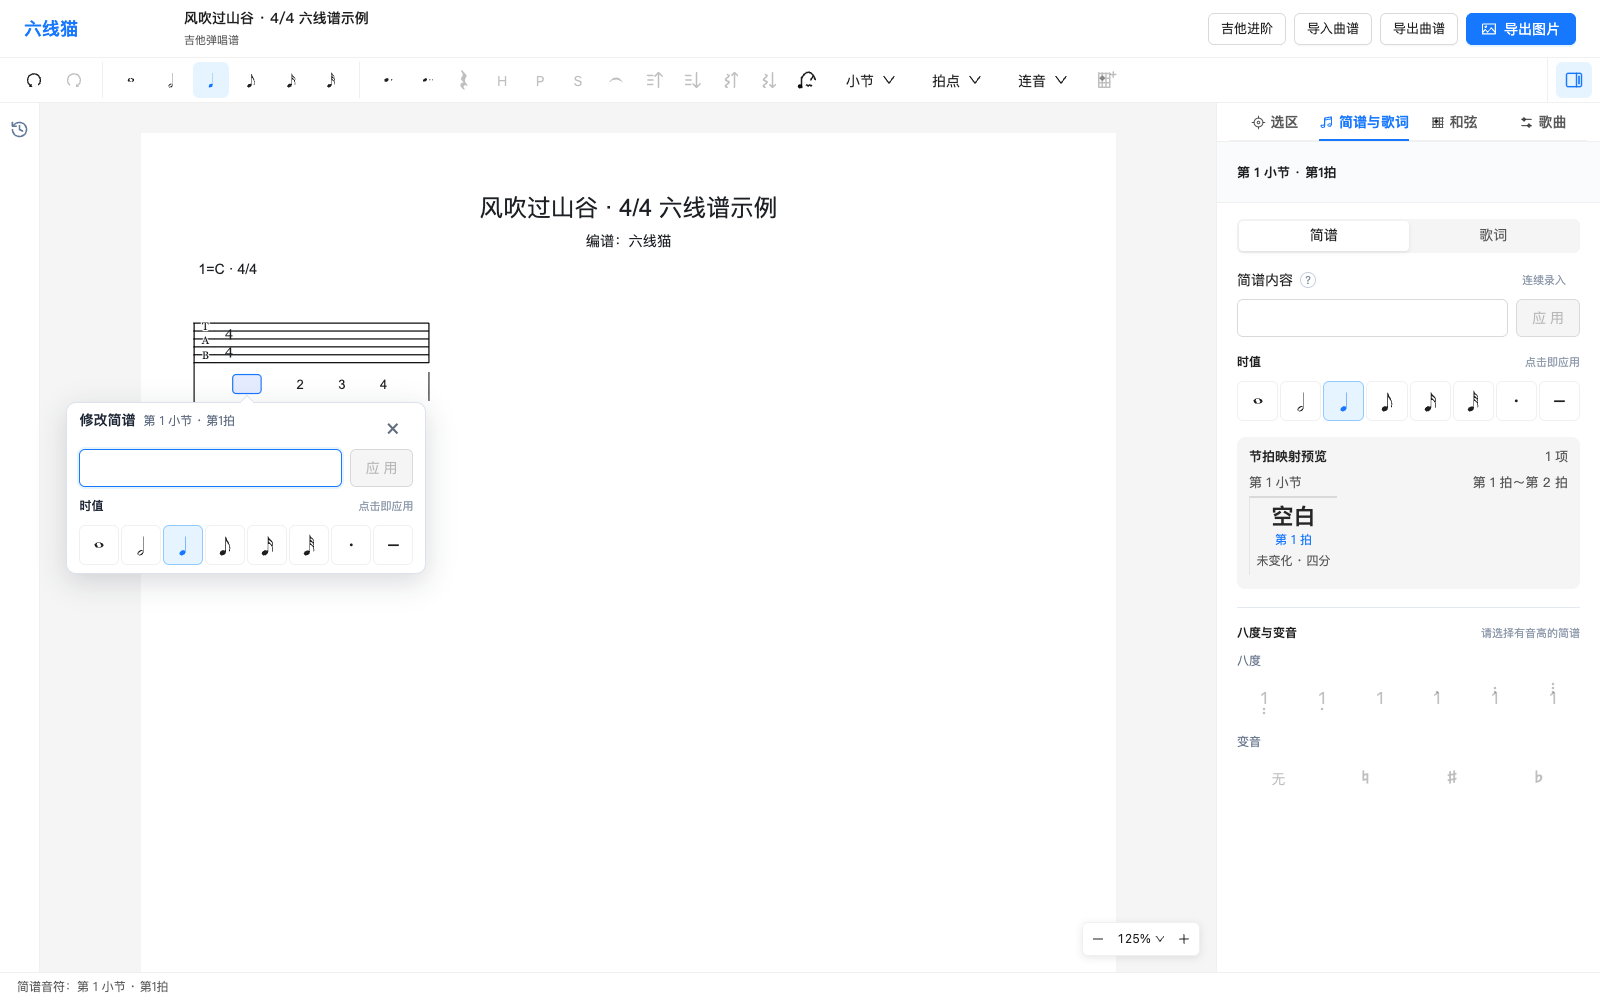 六线猫
风吹过山谷 · 4/4 六线谱示例
吉他弹唱谱
吉他进阶
导入曲谱
导出曲谱
导出图片
H P S
小节
拍点
连音
选区
简谱与歌词
和弦
歌曲
风吹过山谷 · 4/4 六线谱示例
编谱：六线猫
1=C · 4/4
T
A
B
4
4
2 3 4
修改简谱 第 1 小节 · 第1拍
应 用
时值
点击即应用
第 1 小节 · 第1拍
简谱
歌词
简谱内容 ?
连续录入
应 用
时值
点击即应用
节拍映射预览
1 项
第 1 小节
第 1 拍～第 2 拍
空白
第 1 拍
未变化 · 四分
八度与变音
请选择有音高的简谱
八度
1 1 1 1 1 1
变音
无 ♮ ♯ ♭
125%
简谱音符：第 1 小节 · 第1拍